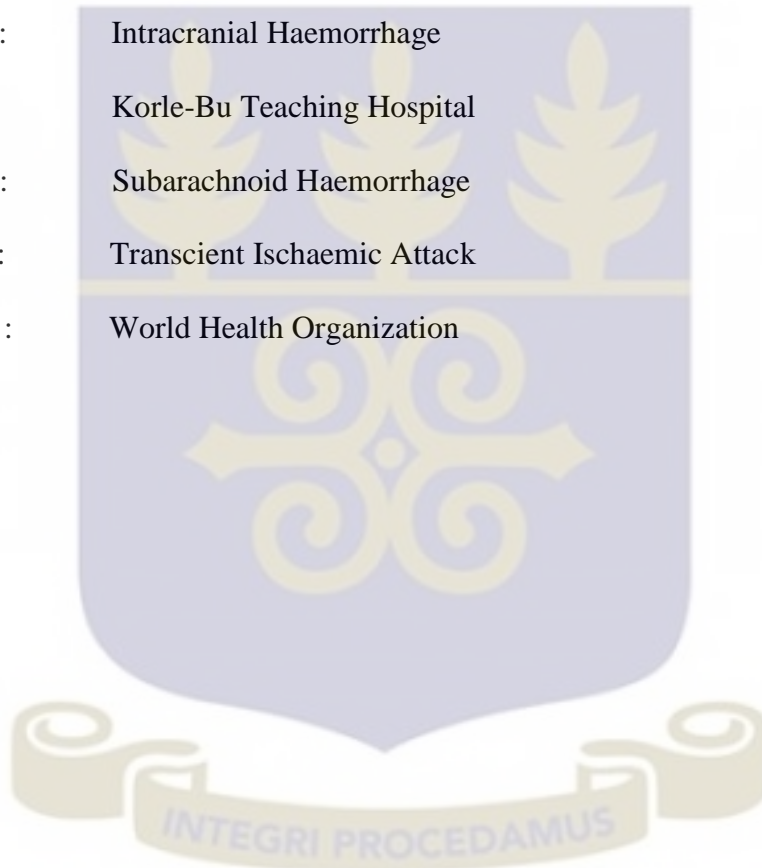 : Intracranial Haemorrhage
Korle-Bu Teaching Hospital
: Subarachnoid Haemorrhage
: Transcient Ischaemic Attack
: World Health Organization
INTEGRI PROCEDAMUS